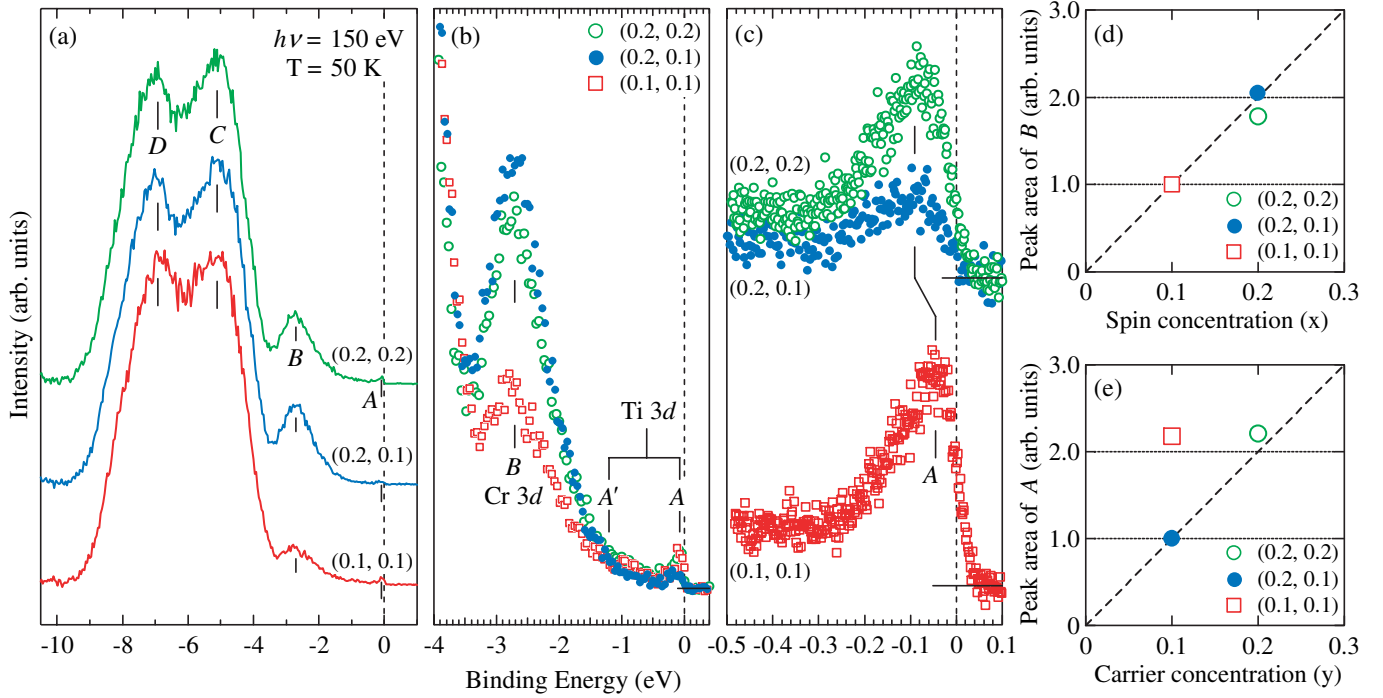 (a)
hν = 150 eV
T = 50 K
D
C
B
A
(0.2, 0.2)
(0.2, 0.1)
(0.1, 0.1)
Intensity (arb. units)
-10 -8 -6 -4 -2 0
(b)
(0.2, 0.2)
(0.2, 0.1)
(0.1, 0.1)
Ti 3d
B
Cr 3d
A′
A
-4 -3 -2 -1 0
Binding Energy (eV)
(c)
(0.2, 0.2)
(0.2, 0.1)
A
(0.1, 0.1)
-0.5 -0.4 -0.3 -0.2 -0.1 0 0.1
(d)
Peak area of B (arb. units)
3.0
2.0
1.0
0
(0.2, 0.2)
(0.2, 0.1)
(0.1, 0.1)
0 0.1 0.2 0.3
Spin concentration (x)
(e)
Peak area of A (arb. units)
3.0
2.0
1.0
0
(0.2, 0.2)
(0.2, 0.1)
(0.1, 0.1)
0 0.1 0.2 0.3
Carrier concentration (y)